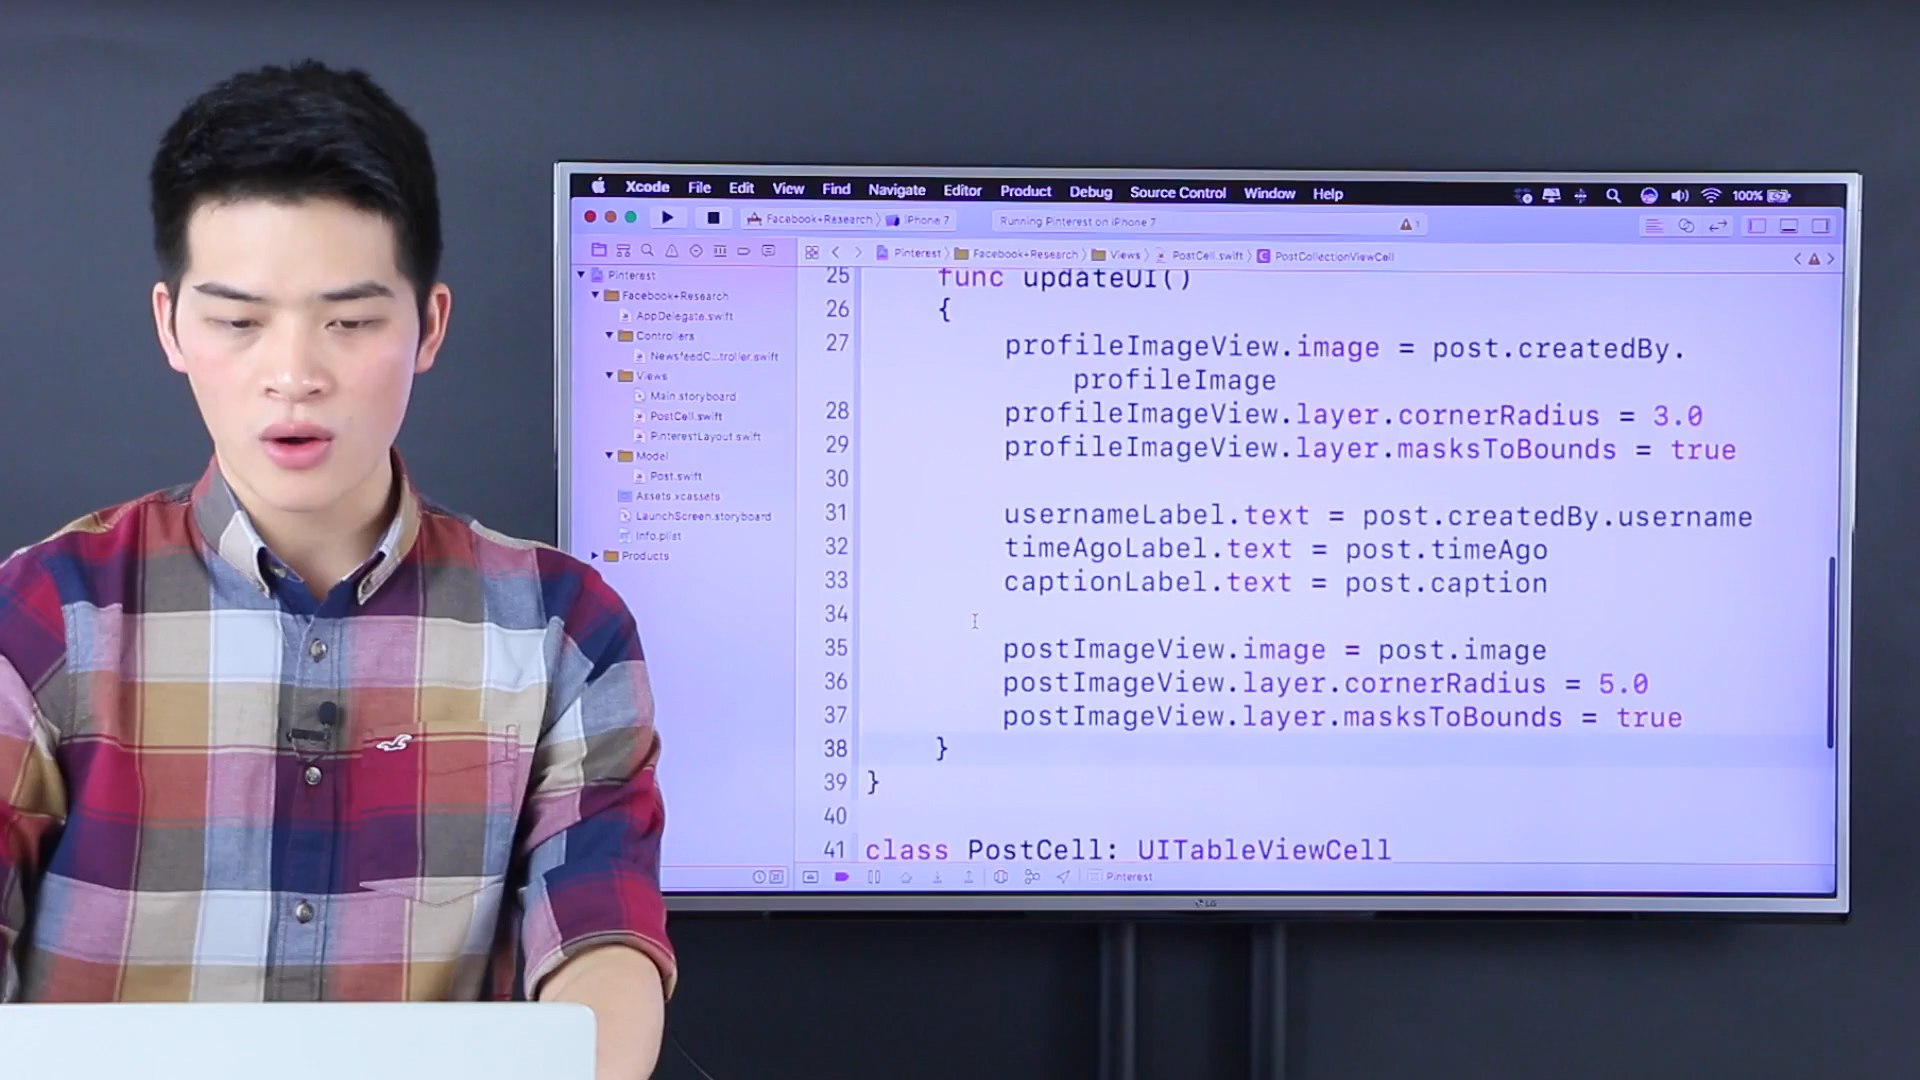 Xcode File Edit View Find Navigate Editor Product Debug Source Control Window Help 100%
Facebook+Research iPhone 7 Running Pinterest on iPhone 7 1
Pinterest Facebook+Research Views PostCell.swift PostCollectionViewCell
Pinterest
Facebook+Research
AppDelegate.swift
Controllers
NewsfeedC...troller.swift
Views
Main.storyboard
PostCell.swift
PinterestLayout.swift
Model
Post.swift
Assets.xcassets
LaunchScreen.storyboard
Info.plist
Products
25 func updateUI()
26 {
27 profileImageView.image = post.createdBy.
profileImage
28 profileImageView.layer.cornerRadius = 3.0
29 profileImageView.layer.masksToBounds = true
30
31 usernameLabel.text = post.createdBy.username
32 timeAgoLabel.text = post.timeAgo
33 captionLabel.text = post.caption
34
35 postImageView.image = post.image
36 postImageView.layer.cornerRadius = 5.0
37 postImageView.layer.masksToBounds = true
38 }
39 }
40
41 class PostCell: UITableViewCell
Pinterest
LG